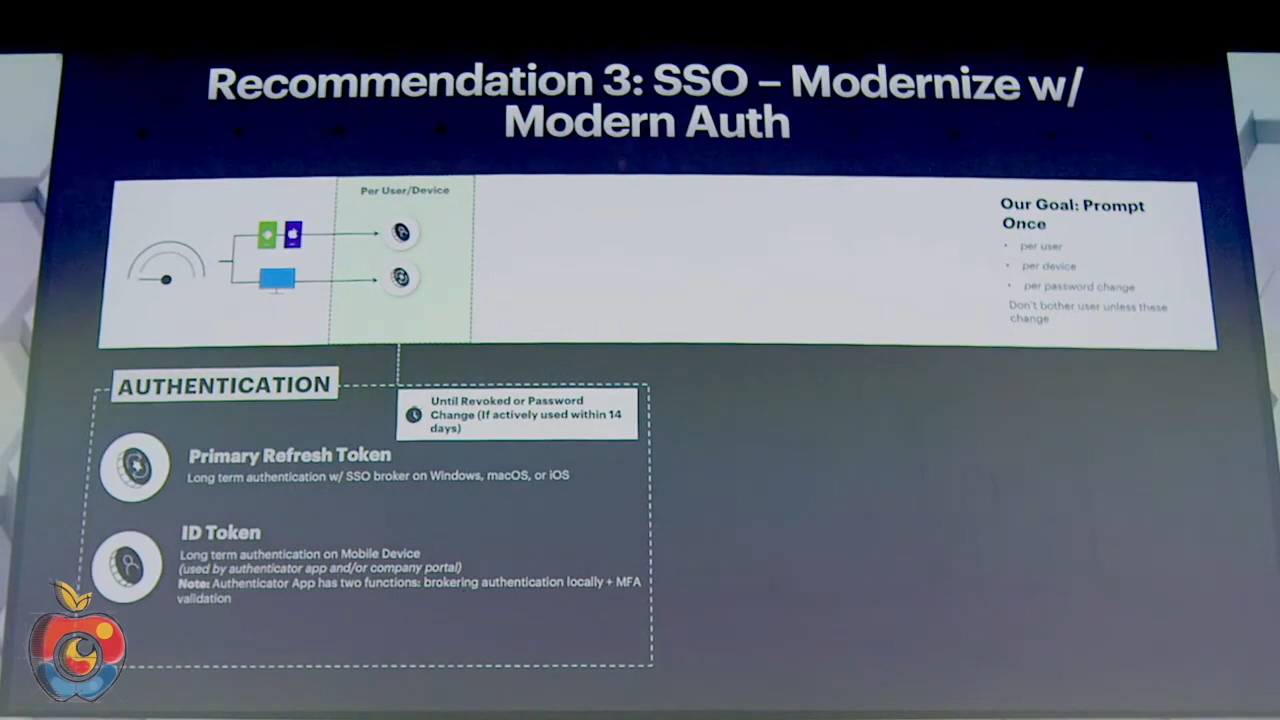 Recommendation 3: SSO – Modernize w/
Modern Auth
Per User/Device
Our Goal: Prompt
Once
• per user
• per device
• per password change
Don't bother user unless these
change
AUTHENTICATION
Until Revoked or Password
Change (If actively used within 14
days)
Primary Refresh Token
Long term authentication w/ SSO broker on Windows, macOS, or iOS
ID Token
Long term authentication on Mobile Device
(used by authenticator app and/or company portal)
Note: Authenticator App has two functions: brokering authentication locally + MFA
validation